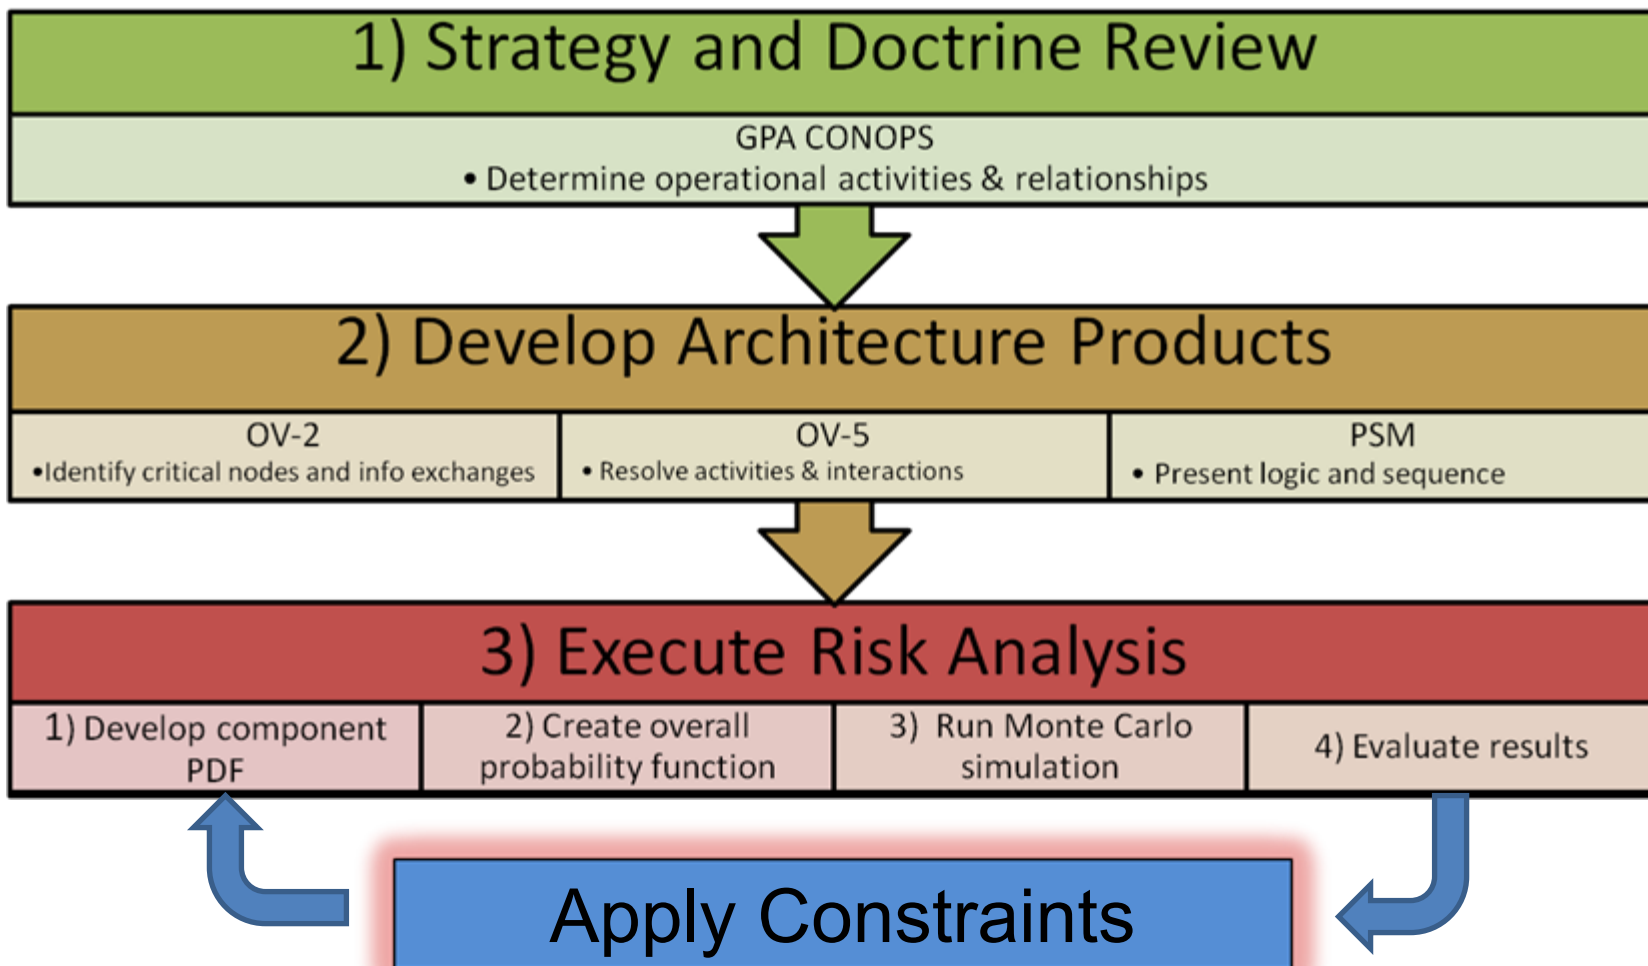 1) Strategy and Doctrine Review
GPA CONOPS
• Determine operational activities & relationships
2) Develop Architecture Products
OV-2
•Identify critical nodes and info exchanges
OV-5
• Resolve activities & interactions
PSM
• Present logic and sequence
3) Execute Risk Analysis
1) Develop component
PDF
2) Create overall
probability function
3) Run Monte Carlo
simulation
4) Evaluate results
Apply Constraints